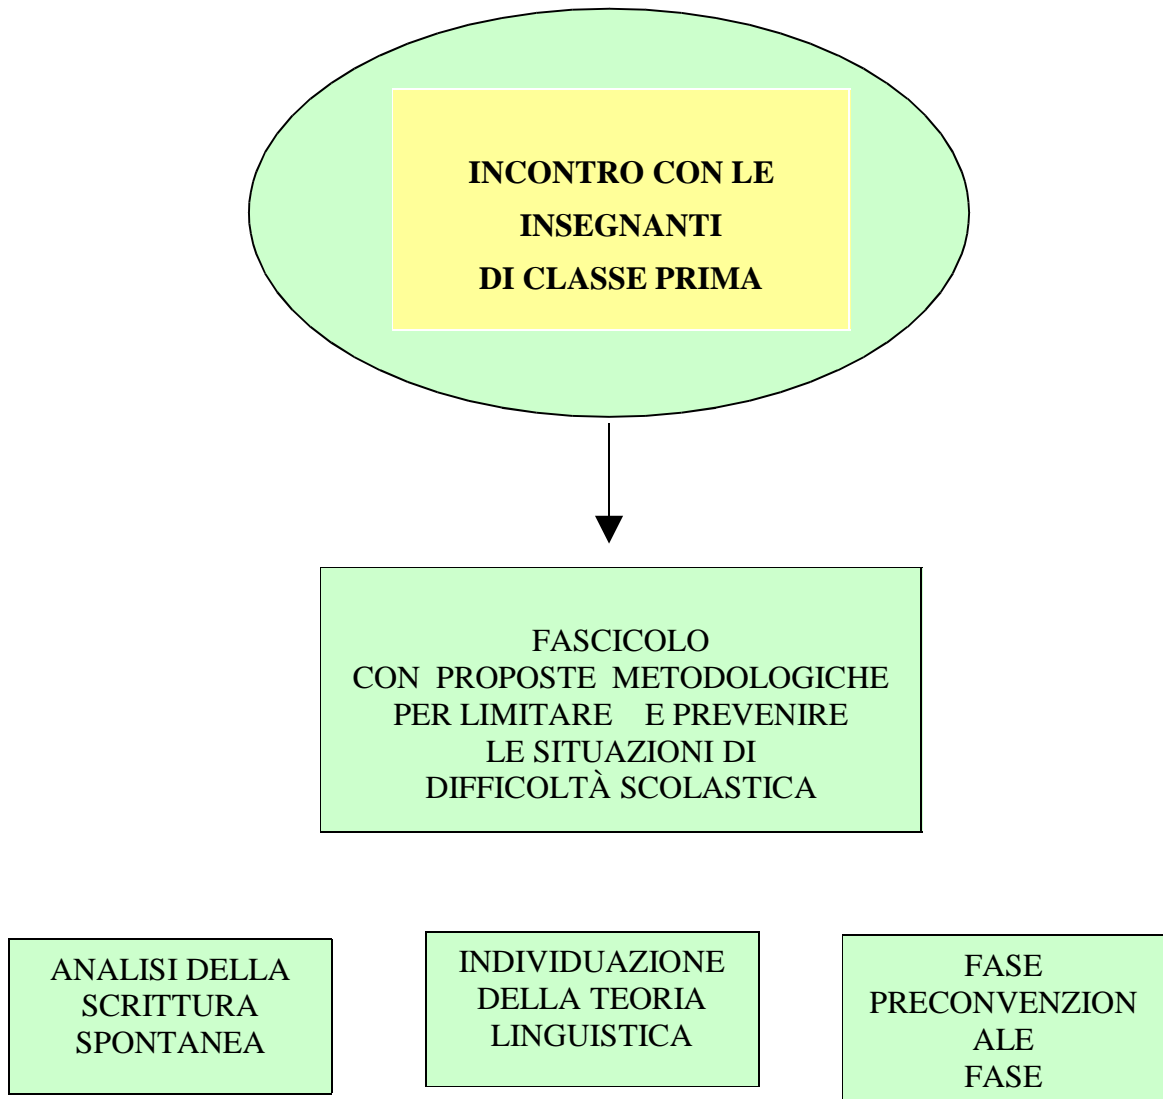 INCONTRO CON LE
INSEGNANTI
DI CLASSE PRIMA
FASCICOLO
CON PROPOSTE METODOLOGICHE
PER LIMITARE E PREVENIRE
LE SITUAZIONI DI
DIFFICOLTÀ SCOLASTICA
ANALISI DELLA
SCRITTURA
SPONTANEA
INDIVIDUAZIONE
DELLA TEORIA
LINGUISTICA
FASE
PRECONVENZION
ALE
FASE